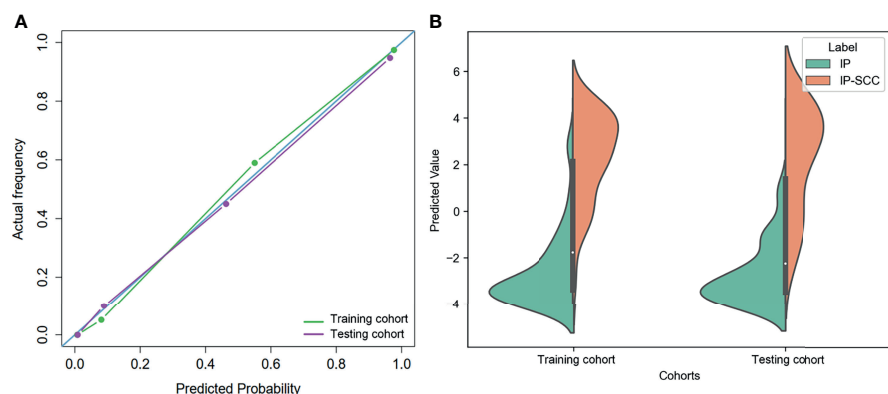 A
1.0
0.8
0.6
0.4
0.2
0.0
Actual frequency
Training cohort
Testing cohort
0.0 0.2 0.4 0.6 0.8 1.0
Predicted Probability
B
Label
IP
IP-SCC
6
4
2
0
−2
−4
Predicted Value
Training cohort Testing cohort
Cohorts